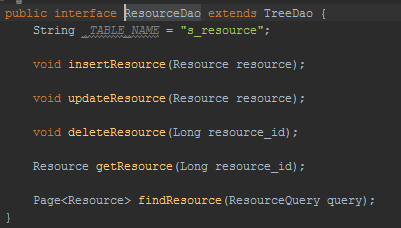 public interface ResourceDao extends TreeDao {
String _TABLE_NAME = "s_resource";
void insertResource(Resource resource);
void updateResource(Resource resource);
void deleteResource(Long resource_id);
Resource getResource(Long resource_id);
Page<Resource> findResource(ResourceQuery query);
}